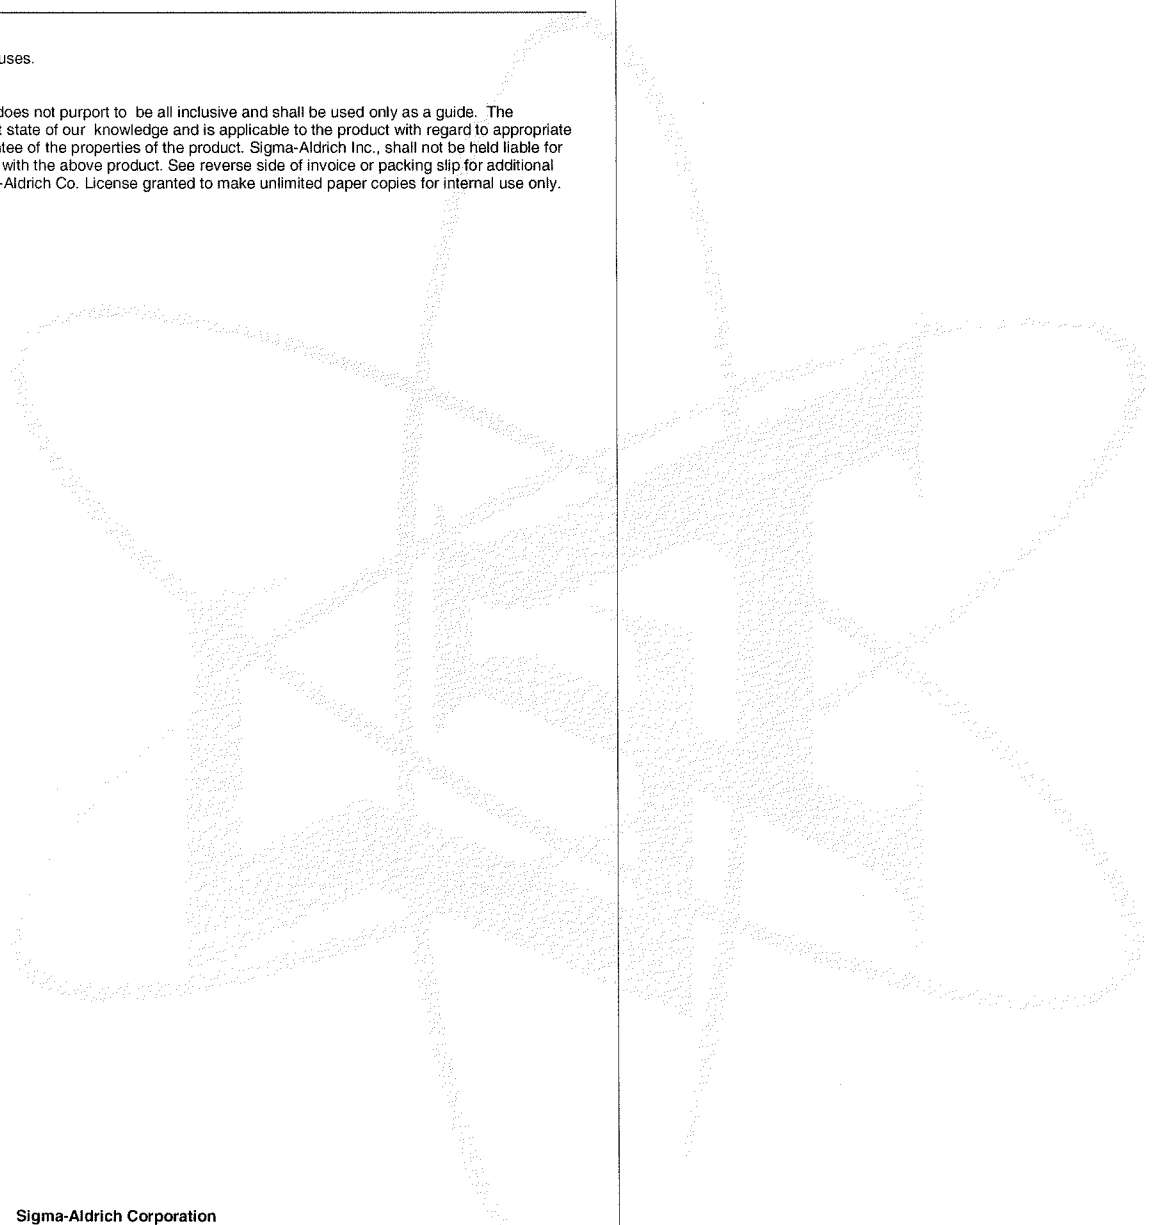 uses.
does not purport to be all inclusive and shall be used only as a guide. The
state of our knowledge and is applicable to the product with regard to appropriate
tee of the properties of the product. Sigma-Aldrich Inc., shall not be held liable for
with the above product. See reverse side of invoice or packing slip for additional
-Aldrich Co. License granted to make unlimited paper copies for internal use only.
Sigma-Aldrich Corporation